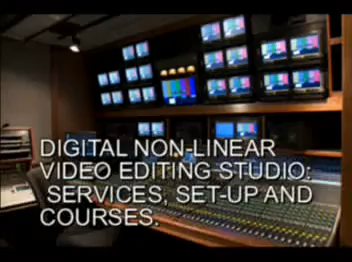 DIGITAL NON-LINEAR
VIDEO EDITING STUDIO:
SERVICES, SET-UP AND
COURSES.